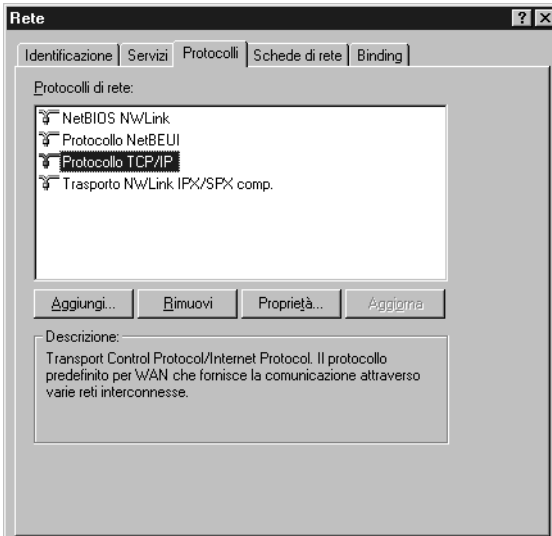 Rete
Identificazione Servizi Protocolli Schede di rete Binding
Protocolli di rete:
NetBIOS NWLink
Protocollo NetBEUI
Protocollo TCP/IP
Trasporto NWLink IPX/SPX comp.
Aggiungi... Rimuovi Proprietà... Aggiorna
Descrizione:
Transport Control Protocol/Internet Protocol. Il protocollo
predefinito per WAN che fornisce la comunicazione attraverso
varie reti interconnesse.